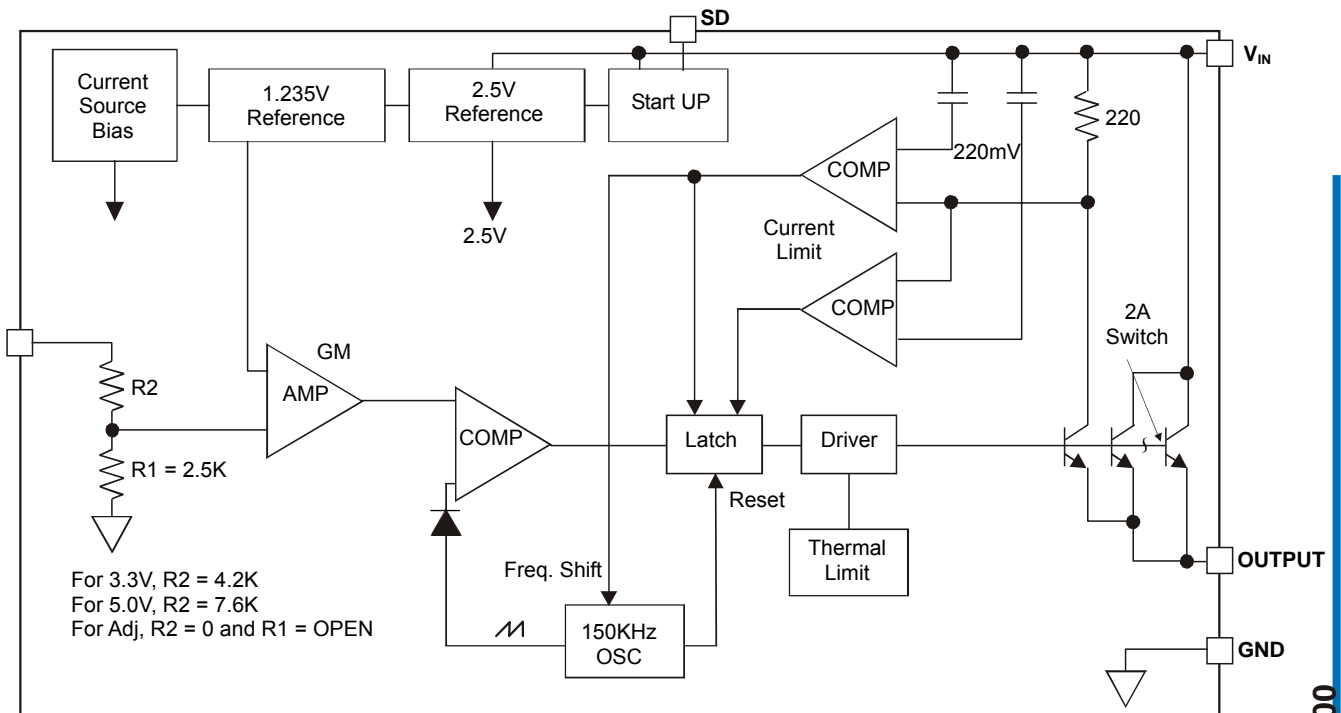 SD
V_IN
Current
Source
Bias
1.235V
Reference
2.5V
Reference
Start UP
220
220mV
COMP
2.5V
Current
Limit
COMP
2A
Switch
GM
AMP
R2
R1 = 2.5K
COMP
Latch
Driver
Reset
Thermal
Limit
Freq. Shift
150KHz
OSC
For 3.3V, R2 = 4.2K
For 5.0V, R2 = 7.6K
For Adj, R2 = 0 and R1 = OPEN
OUTPUT
GND